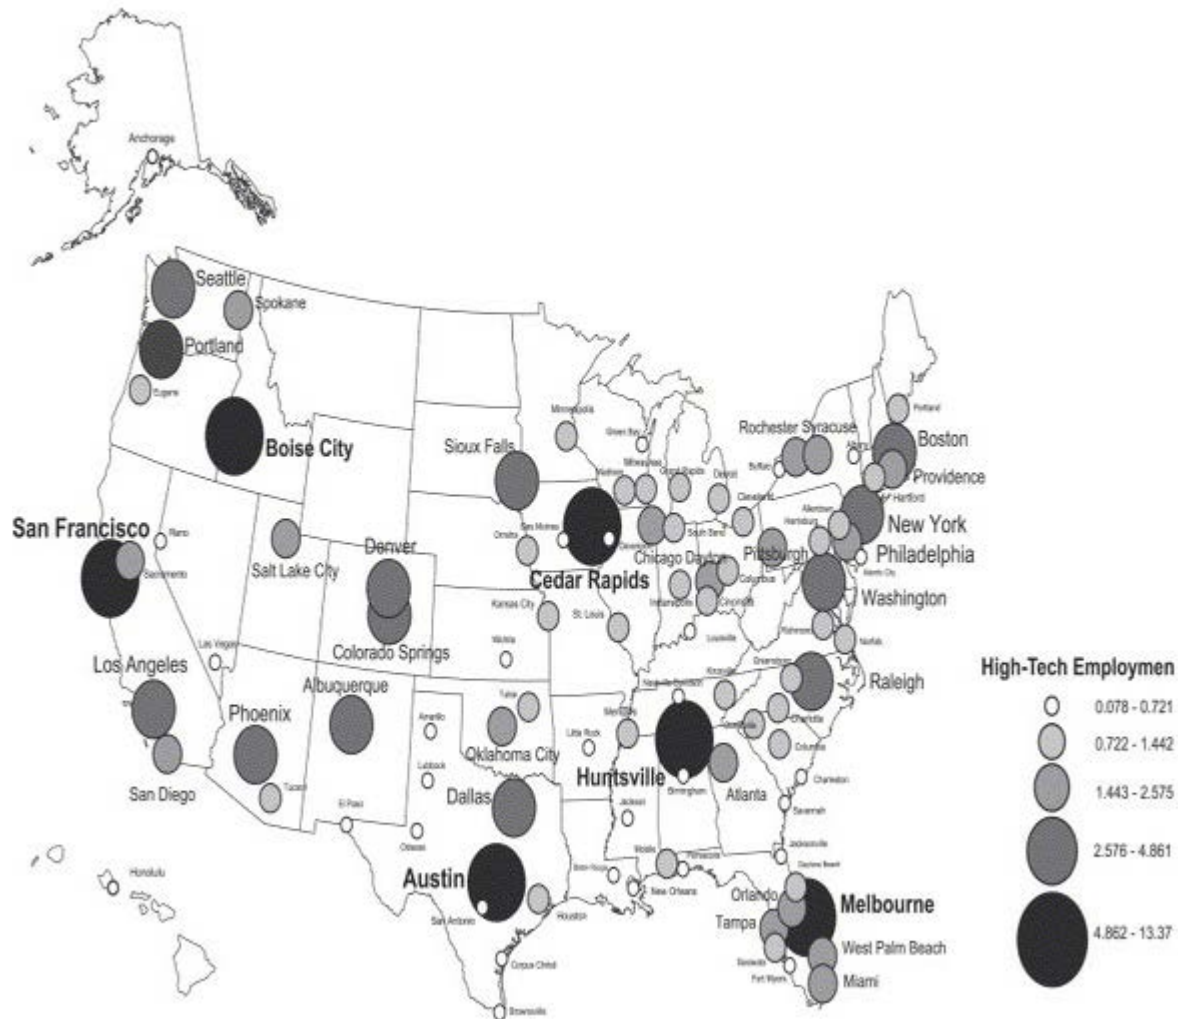 Anchorage
Seattle
Spokane
Portland
Eugene
Boise City
San Francisco
Reno
Sacramento
Salt Lake City
Las Vegas
Los Angeles
San Diego
Phoenix
Tucson
Denver
Colorado Springs
Albuquerque
El Paso
Sioux Falls
Omaha
Des Moines
Cedar Rapids
Minneapolis
Green Bay
Milwaukee
Madison
Grand Rapids
Detroit
Cleveland
South Bend
Davenport
Chicago
Dayton
Columbus
Indianapolis
Cincinnati
Louisville
Kansas City
St. Louis
Wichita
Tulsa
Oklahoma City
Amarillo
Lubbock
Odessa
Dallas
Austin
San Antonio
Houston
Corpus Christi
Brownsville
Little Rock
Memphis
Knoxville
Huntsville
Birmingham
Jackson
Mobile
Pensacola
Baton Rouge
New Orleans
Atlanta
Greenville
Greensboro
Raleigh
Charlotte
Columbia
Charleston
Savannah
Jacksonville
Daytona Beach
Orlando
Tampa
Melbourne
West Palm Beach
Sarasota
Fort Myers
Miami
Rochester
Syracuse
Buffalo
Albany
Portland
Boston
Providence
Hartford
New York
Allentown
Harrisburg
Pittsburgh
Philadelphia
Washington
Richmond
Norfolk
Honolulu
High-Tech Employmen
0.078 - 0.721
0.722 - 1.442
1.443 - 2.575
2.576 - 4.861
4.862 - 13.37